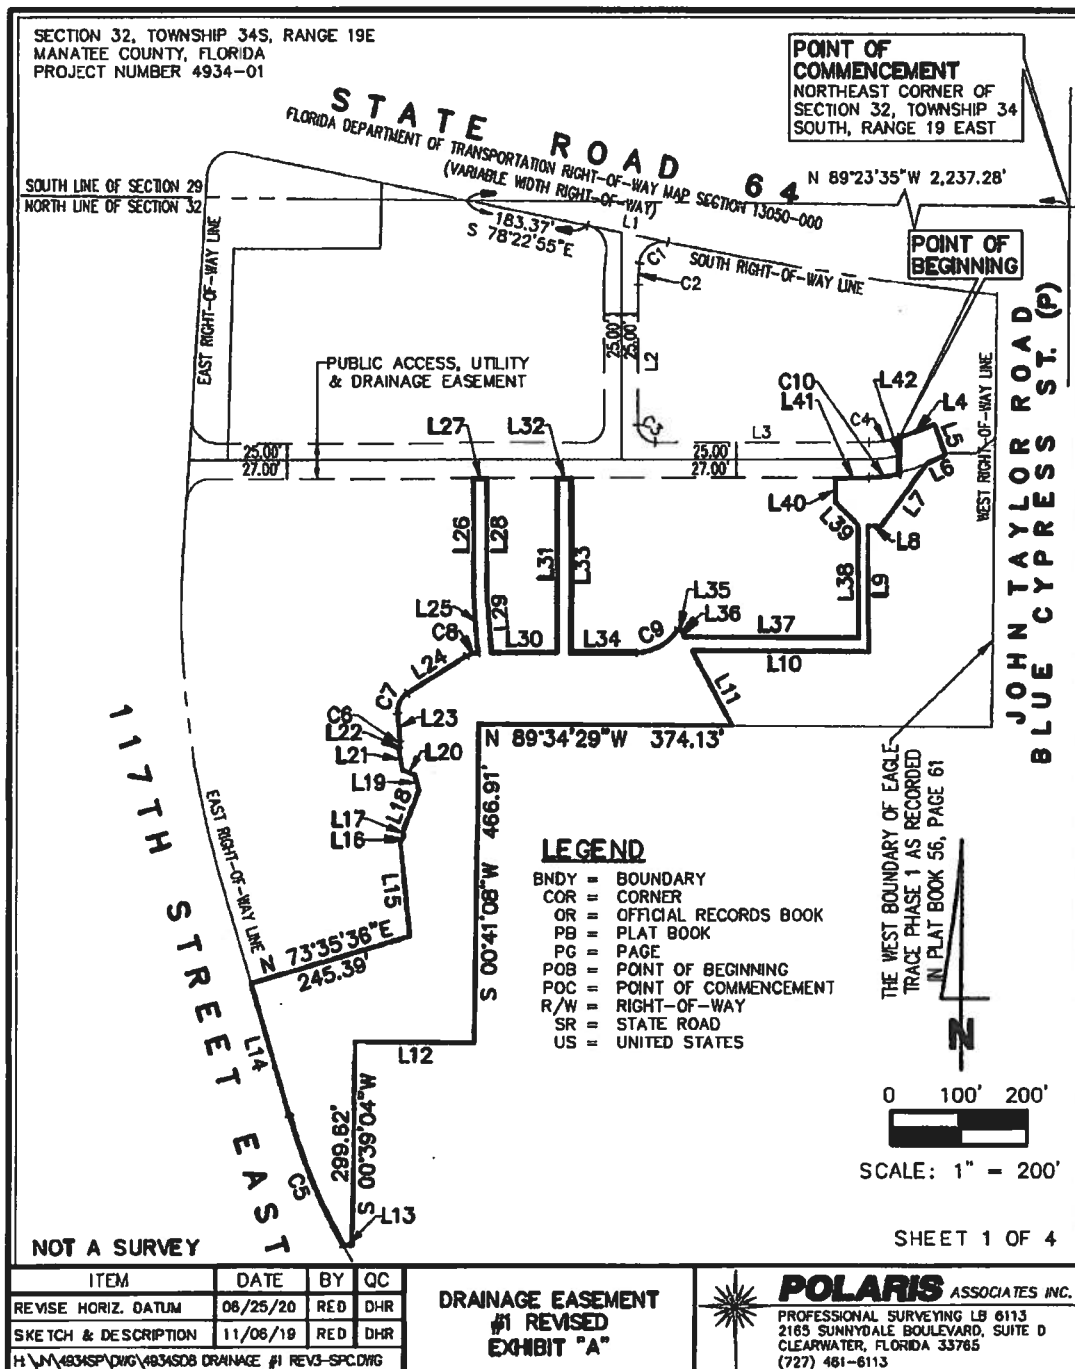 SECTION 32, TOWNSHIP 34S, RANGE 19E
MANATEE COUNTY, FLORIDA
PROJECT NUMBER 4934-01
POINT OF
COMMENCEMENT
NORTHEAST CORNER OF
SECTION 32, TOWNSHIP 34
SOUTH, RANGE 19 EAST
STATE ROAD 64
FLORIDA DEPARTMENT OF TRANSPORTATION RIGHT-OF-WAY MAP SECTION 13050-000
(VARIABLE WIDTH RIGHT-OF-WAY)
N 89°23'35"W 2,237.28'
SOUTH LINE OF SECTION 29
NORTH LINE OF SECTION 32
183.37'
S 78°22'55"E
L1
C1
C2
SOUTH RIGHT-OF-WAY LINE
POINT OF
BEGINNING
EAST RIGHT-OF-WAY LINE
25.00'
25.00'
L2
PUBLIC ACCESS, UTILITY
& DRAINAGE EASEMENT
WEST RIGHT-OF-WAY LINE
JOHN TAYLOR ROAD
BLUE CYPRESS ST. (P)
C10
L42
L41
L4
L27
L32
C3
L3
C4
L5
25.00'
27.00'
25.00'
27.00'
L6
L40
L7
L39
L8
L26
L28
L31
L33
L38
L9
L25
L29
L35
L36
C8
L30
L34
C9
L37
L24
L10
C7
L11
C6
L23
L22
L21
L20
N 89°34'29"W 374.13'
L19
L18
L17
L16
L15
117TH STREET EAST
EAST RIGHT-OF-WAY LINE
S 00°41'08"W 466.91'
N 73°35'36"E
245.39'
LEGEND
BNDY = BOUNDARY
COR = CORNER
OR = OFFICIAL RECORDS BOOK
PB = PLAT BOOK
PG = PAGE
POB = POINT OF BEGINNING
POC = POINT OF COMMENCEMENT
R/W = RIGHT-OF-WAY
SR = STATE ROAD
US = UNITED STATES
THE WEST BOUNDARY OF EAGLE
TRACE PHASE 1 AS RECORDED
IN PLAT BOOK 56, PAGE 61
N
L14
L12
299.62'
S 00°39'04"W
C5
L13
0 100' 200'
SCALE: 1" = 200'
NOT A SURVEY
SHEET 1 OF 4
ITEM DATE BY QC
REVISE HORIZ. DATUM 06/25/20 RED DHR
SKETCH & DESCRIPTION 11/06/19 RED DHR
H:\JN\4934SP\DWG\4934SD8 DRAINAGE #1 REV3-SPC.DWG
DRAINAGE EASEMENT
#1 REVISED
EXHIBIT "A"
POLARIS ASSOCIATES INC.
PROFESSIONAL SURVEYING LB 6113
2165 SUNNYDALE BOULEVARD, SUITE D
CLEARWATER, FLORIDA 33765
(727) 461-6113